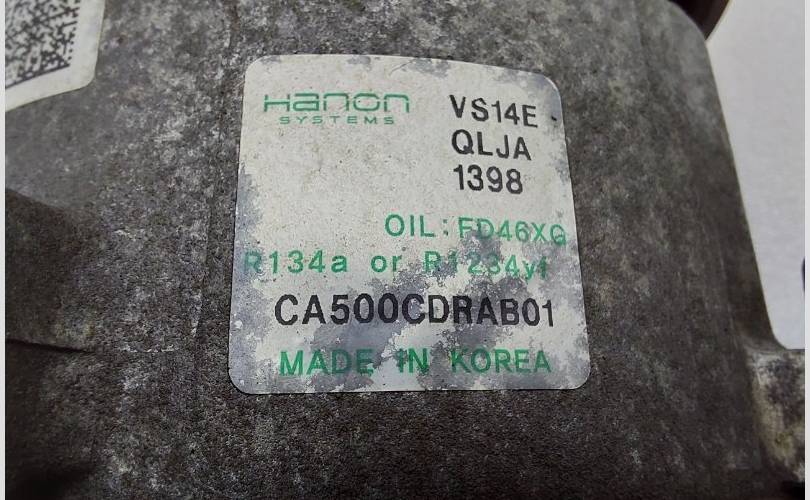 Hanon
SYSTEMS
VS14E
QLJA
1398
OIL:FD46XG
R134a or R1234yf
CA500CDRAB01
MADE IN KOREA